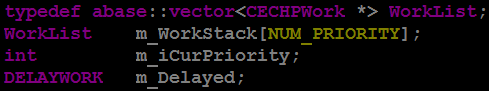 typedef abase::vector<CECHPWork *> WorkList;
WorkList    m_WorkStack[NUM_PRIORITY];
int         m_iCurPriority;
DELAYWORK   m_Delayed;